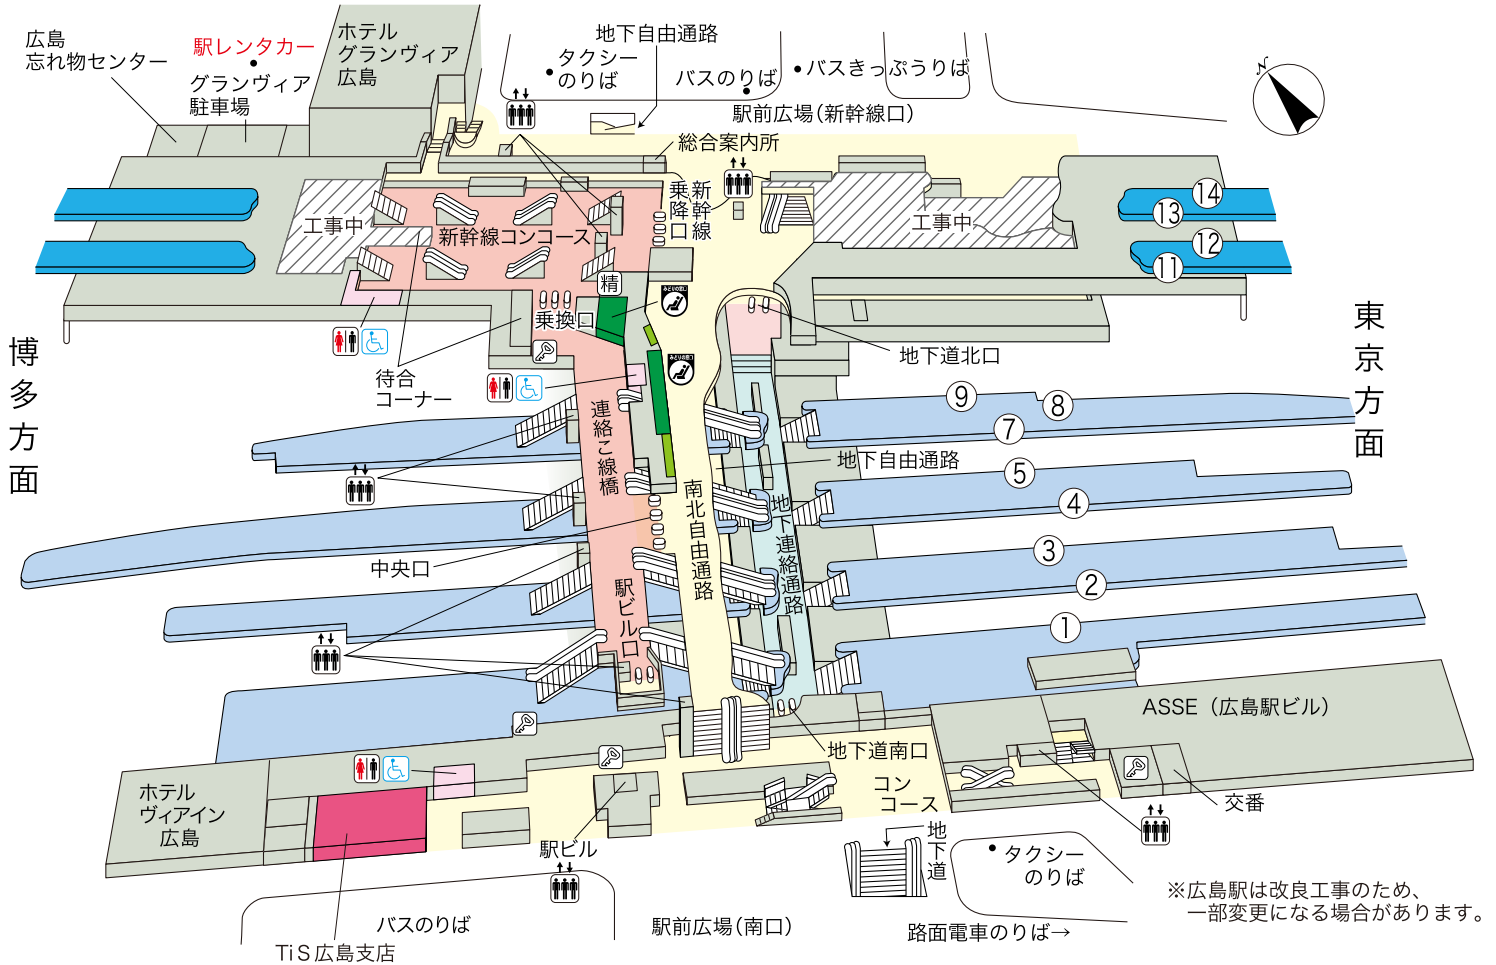 広島
忘れ物センター
駅レンタカー
グランヴィア
駐車場
ホテル
グランヴィア
広島
地下自由通路
タクシー
のりば
バスのりば
バスきっぷうりば
駅前広場(新幹線口)
総合案内所
N
新幹線
乗降口
工事中
新幹線コンコース
工事中
14
13
12
11
精
みどりの窓口
乗換口
地下道北口
待合
コーナー
みどりの窓口
博多方面
東京方面
連絡こ線橋
9
8
7
地下自由通路
5
4
南北自由通路
地下連絡通路
中央口
3
2
駅ビル口
1
ASSE（広島駅ビル）
地下道南口
ホテル
ヴィアイン
広島
コン
コース
交番
駅ビル
地下道
タクシー
のりば
バスのりば
駅前広場(南口)
路面電車のりば→
TiS広島支店
※広島駅は改良工事のため、
一部変更になる場合があります。